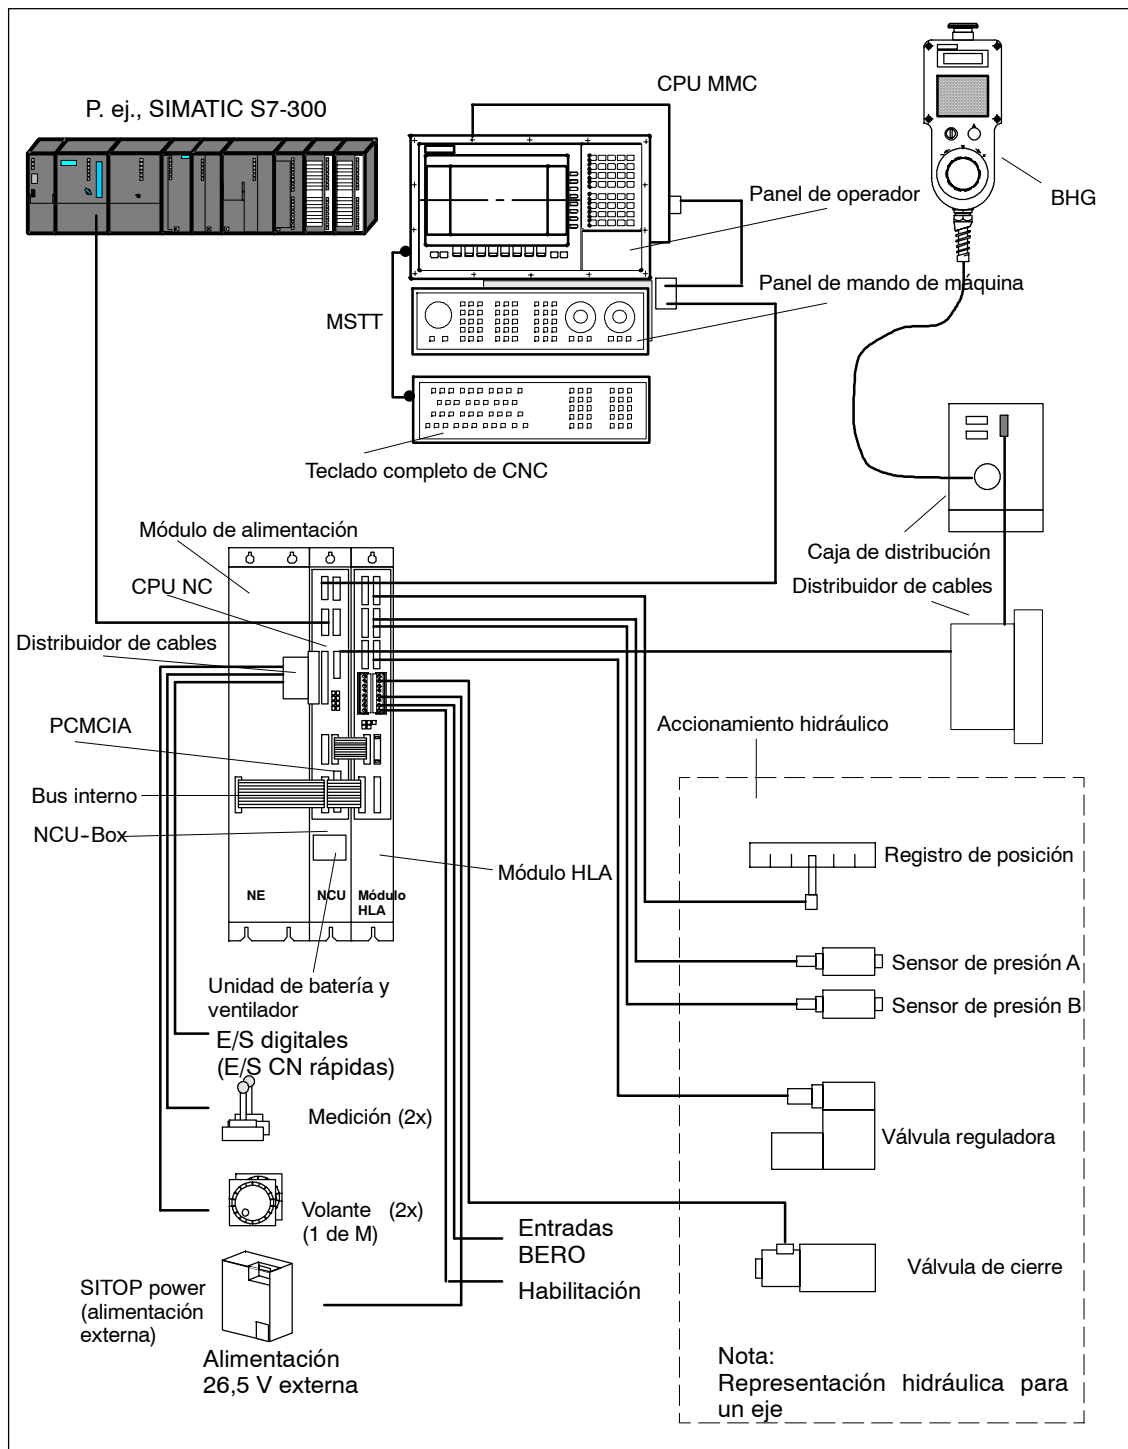 CPU MMC
P. ej., SIMATIC S7-300
Panel de operador
BHG
Panel de mando de máquina
MSTT
Teclado completo de CNC
Módulo de alimentación
Caja de distribución
CPU NC
Distribuidor de cables
Distribuidor de cables
PCMCIA
Accionamiento hidráulico
Bus interno
NCU-Box
Registro de posición
Módulo HLA
NE
NCU
Módulo
HLA
Sensor de presión A
Unidad de batería y
ventilador
Sensor de presión B
E/S digitales
(E/S CN rápidas)
Medición (2x)
Válvula reguladora
Volante (2x)
(1 de M)
Entradas
BERO
Válvula de cierre
Habilitación
SITOP power
(alimentación
externa)
Alimentación
26,5 V externa
Nota:
Representación hidráulica para
un eje